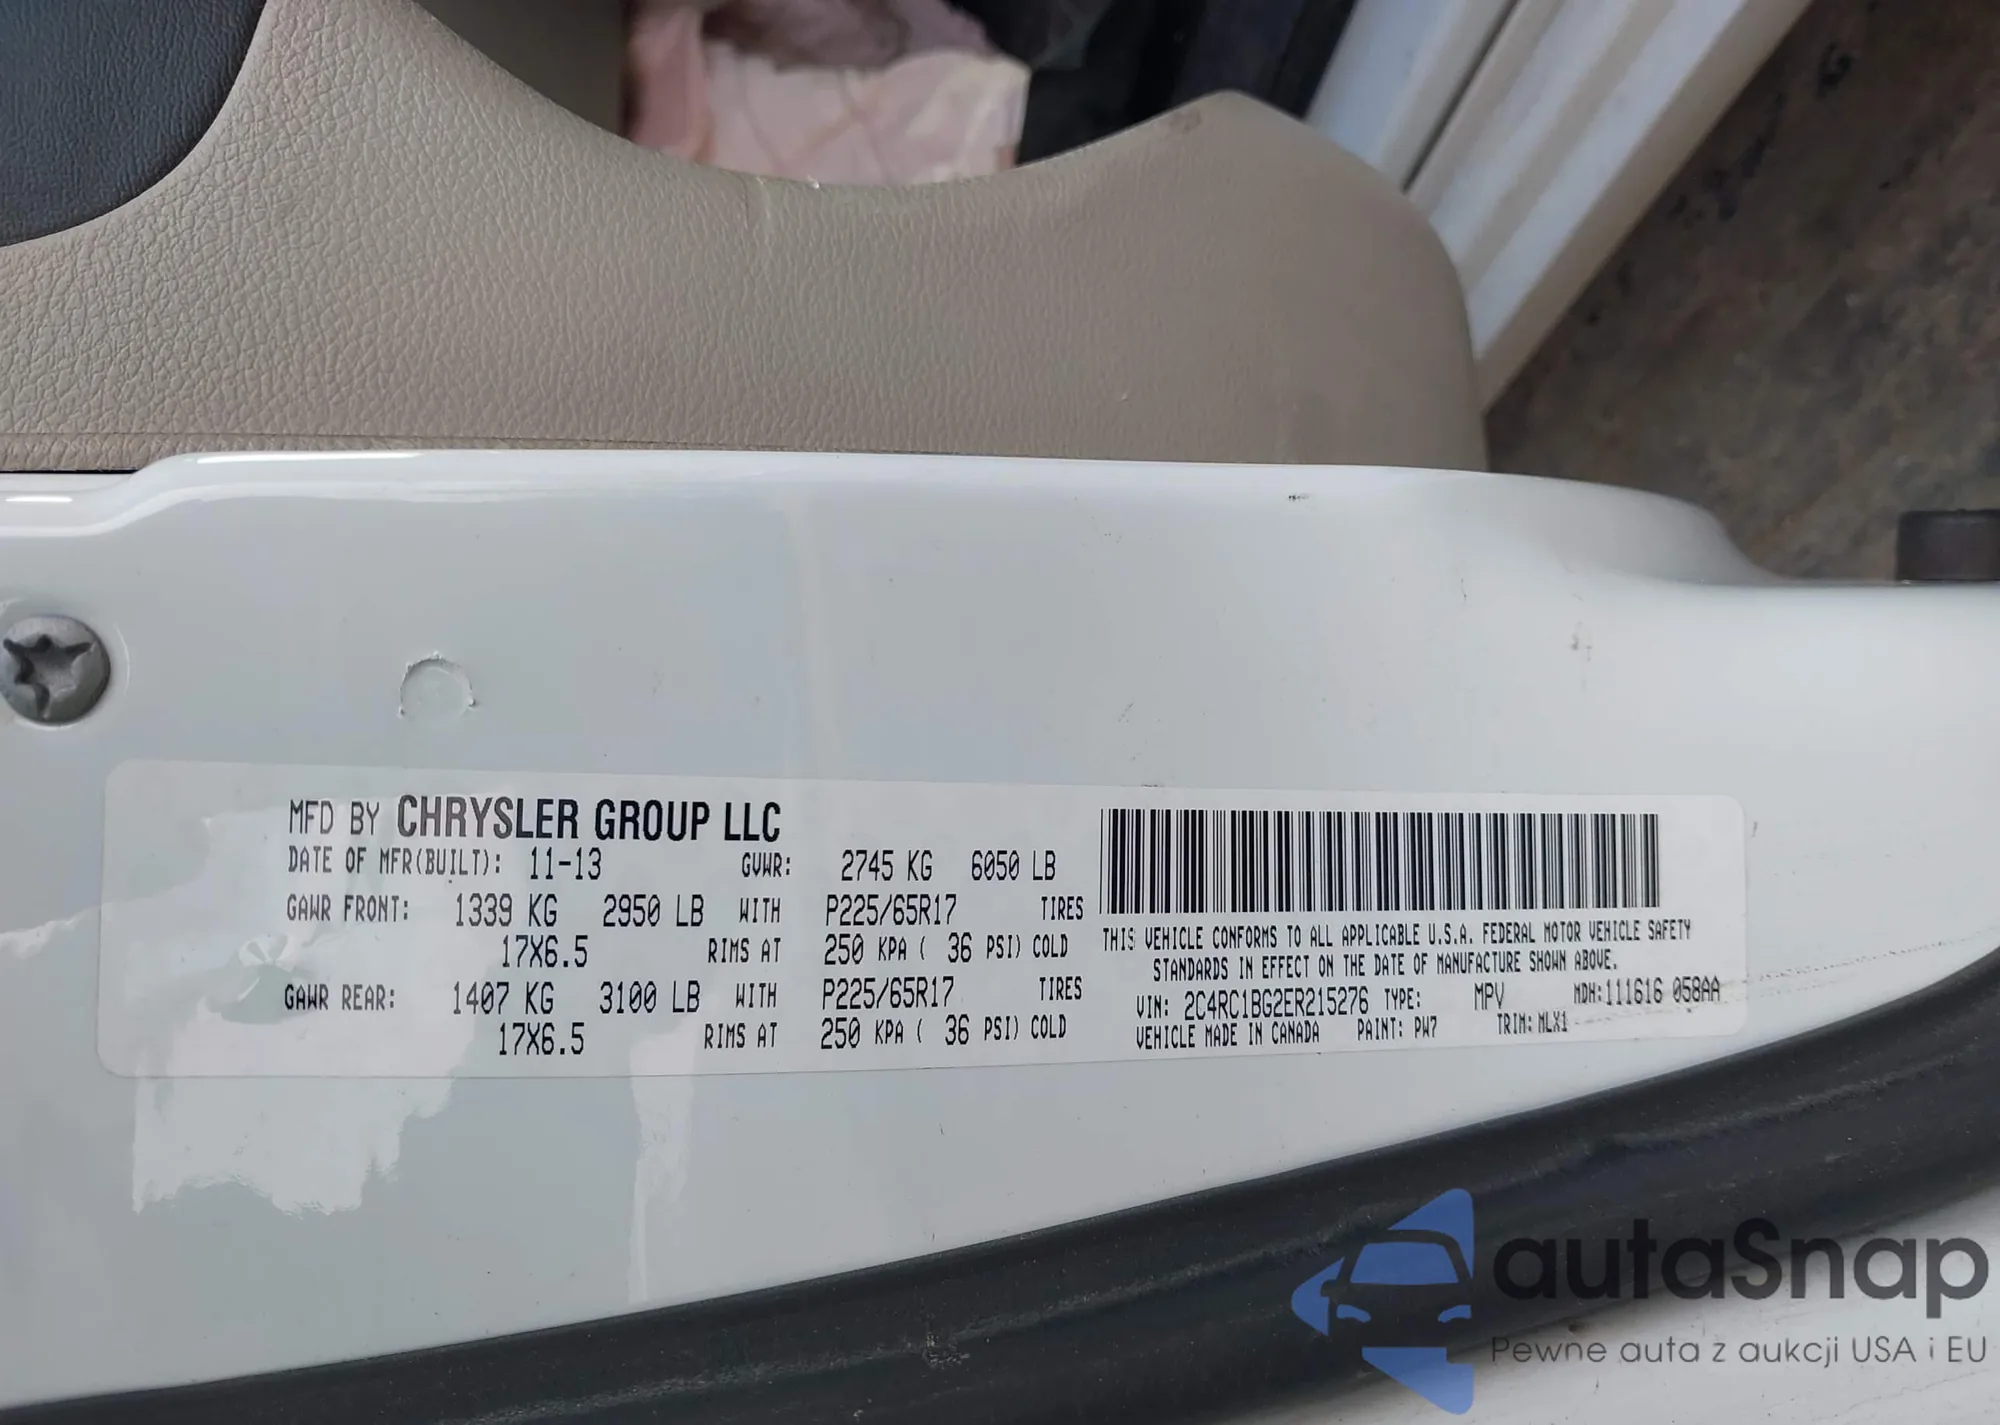 MFD BY CHRYSLER GROUP LLC
DATE OF MFR(BUILT): 11-13 GVWR: 2745 KG 6050 LB
GAWR FRONT: 1339 KG 2950 LB WITH P225/65R17 TIRES
17X6.5 RIMS AT 250 KPA ( 36 PSI) COLD
GAWR REAR: 1407 KG 3100 LB WITH P225/65R17 TIRES
17X6.5 RIMS AT 250 KPA ( 36 PSI) COLD
THIS VEHICLE CONFORMS TO ALL APPLICABLE U.S.A. FEDERAL MOTOR VEHICLE SAFETY
STANDARDS IN EFFECT ON THE DATE OF MANUFACTURE SHOWN ABOVE.
VIN: 2C4RC1BG2ER215276 TYPE: MPV MDH:111616 058AA
VEHICLE MADE IN CANADA PAINT: PW7 TRIM: MLX1
autaSnap
Pewne auta z aukcji USA i EU